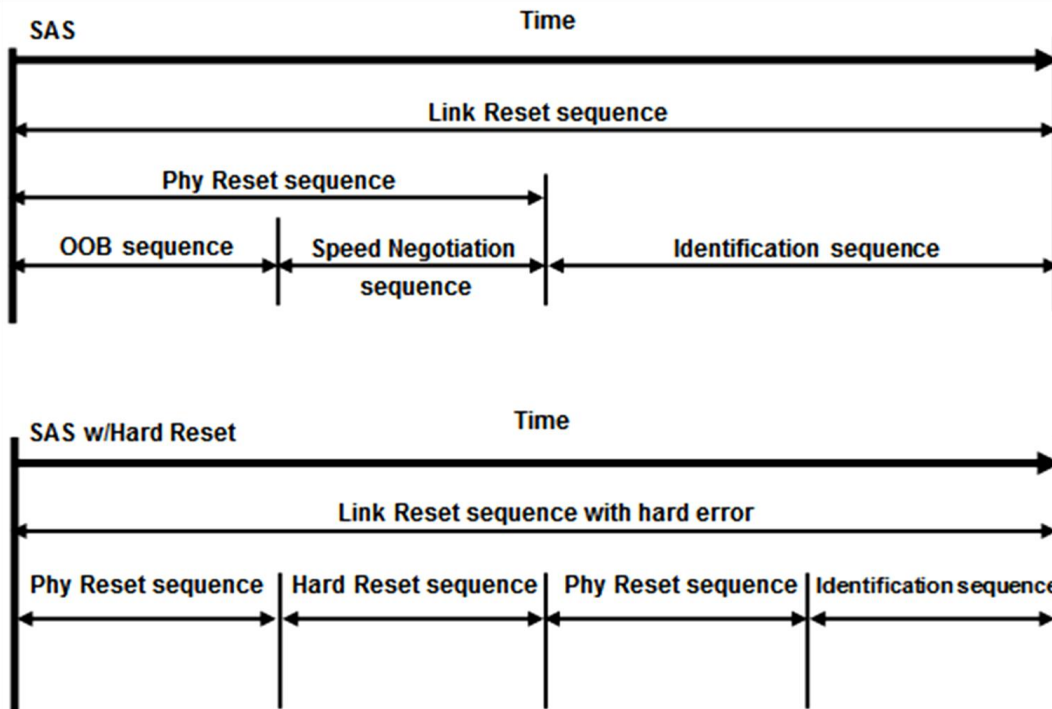 SAS
Time
Link Reset sequence
Phy Reset sequence
OOB sequence
Speed Negotiation
sequence
Identification sequence
SAS w/Hard Reset
Time
Link Reset sequence with hard error
Phy Reset sequence
Hard Reset sequence
Phy Reset sequence
Identification sequence